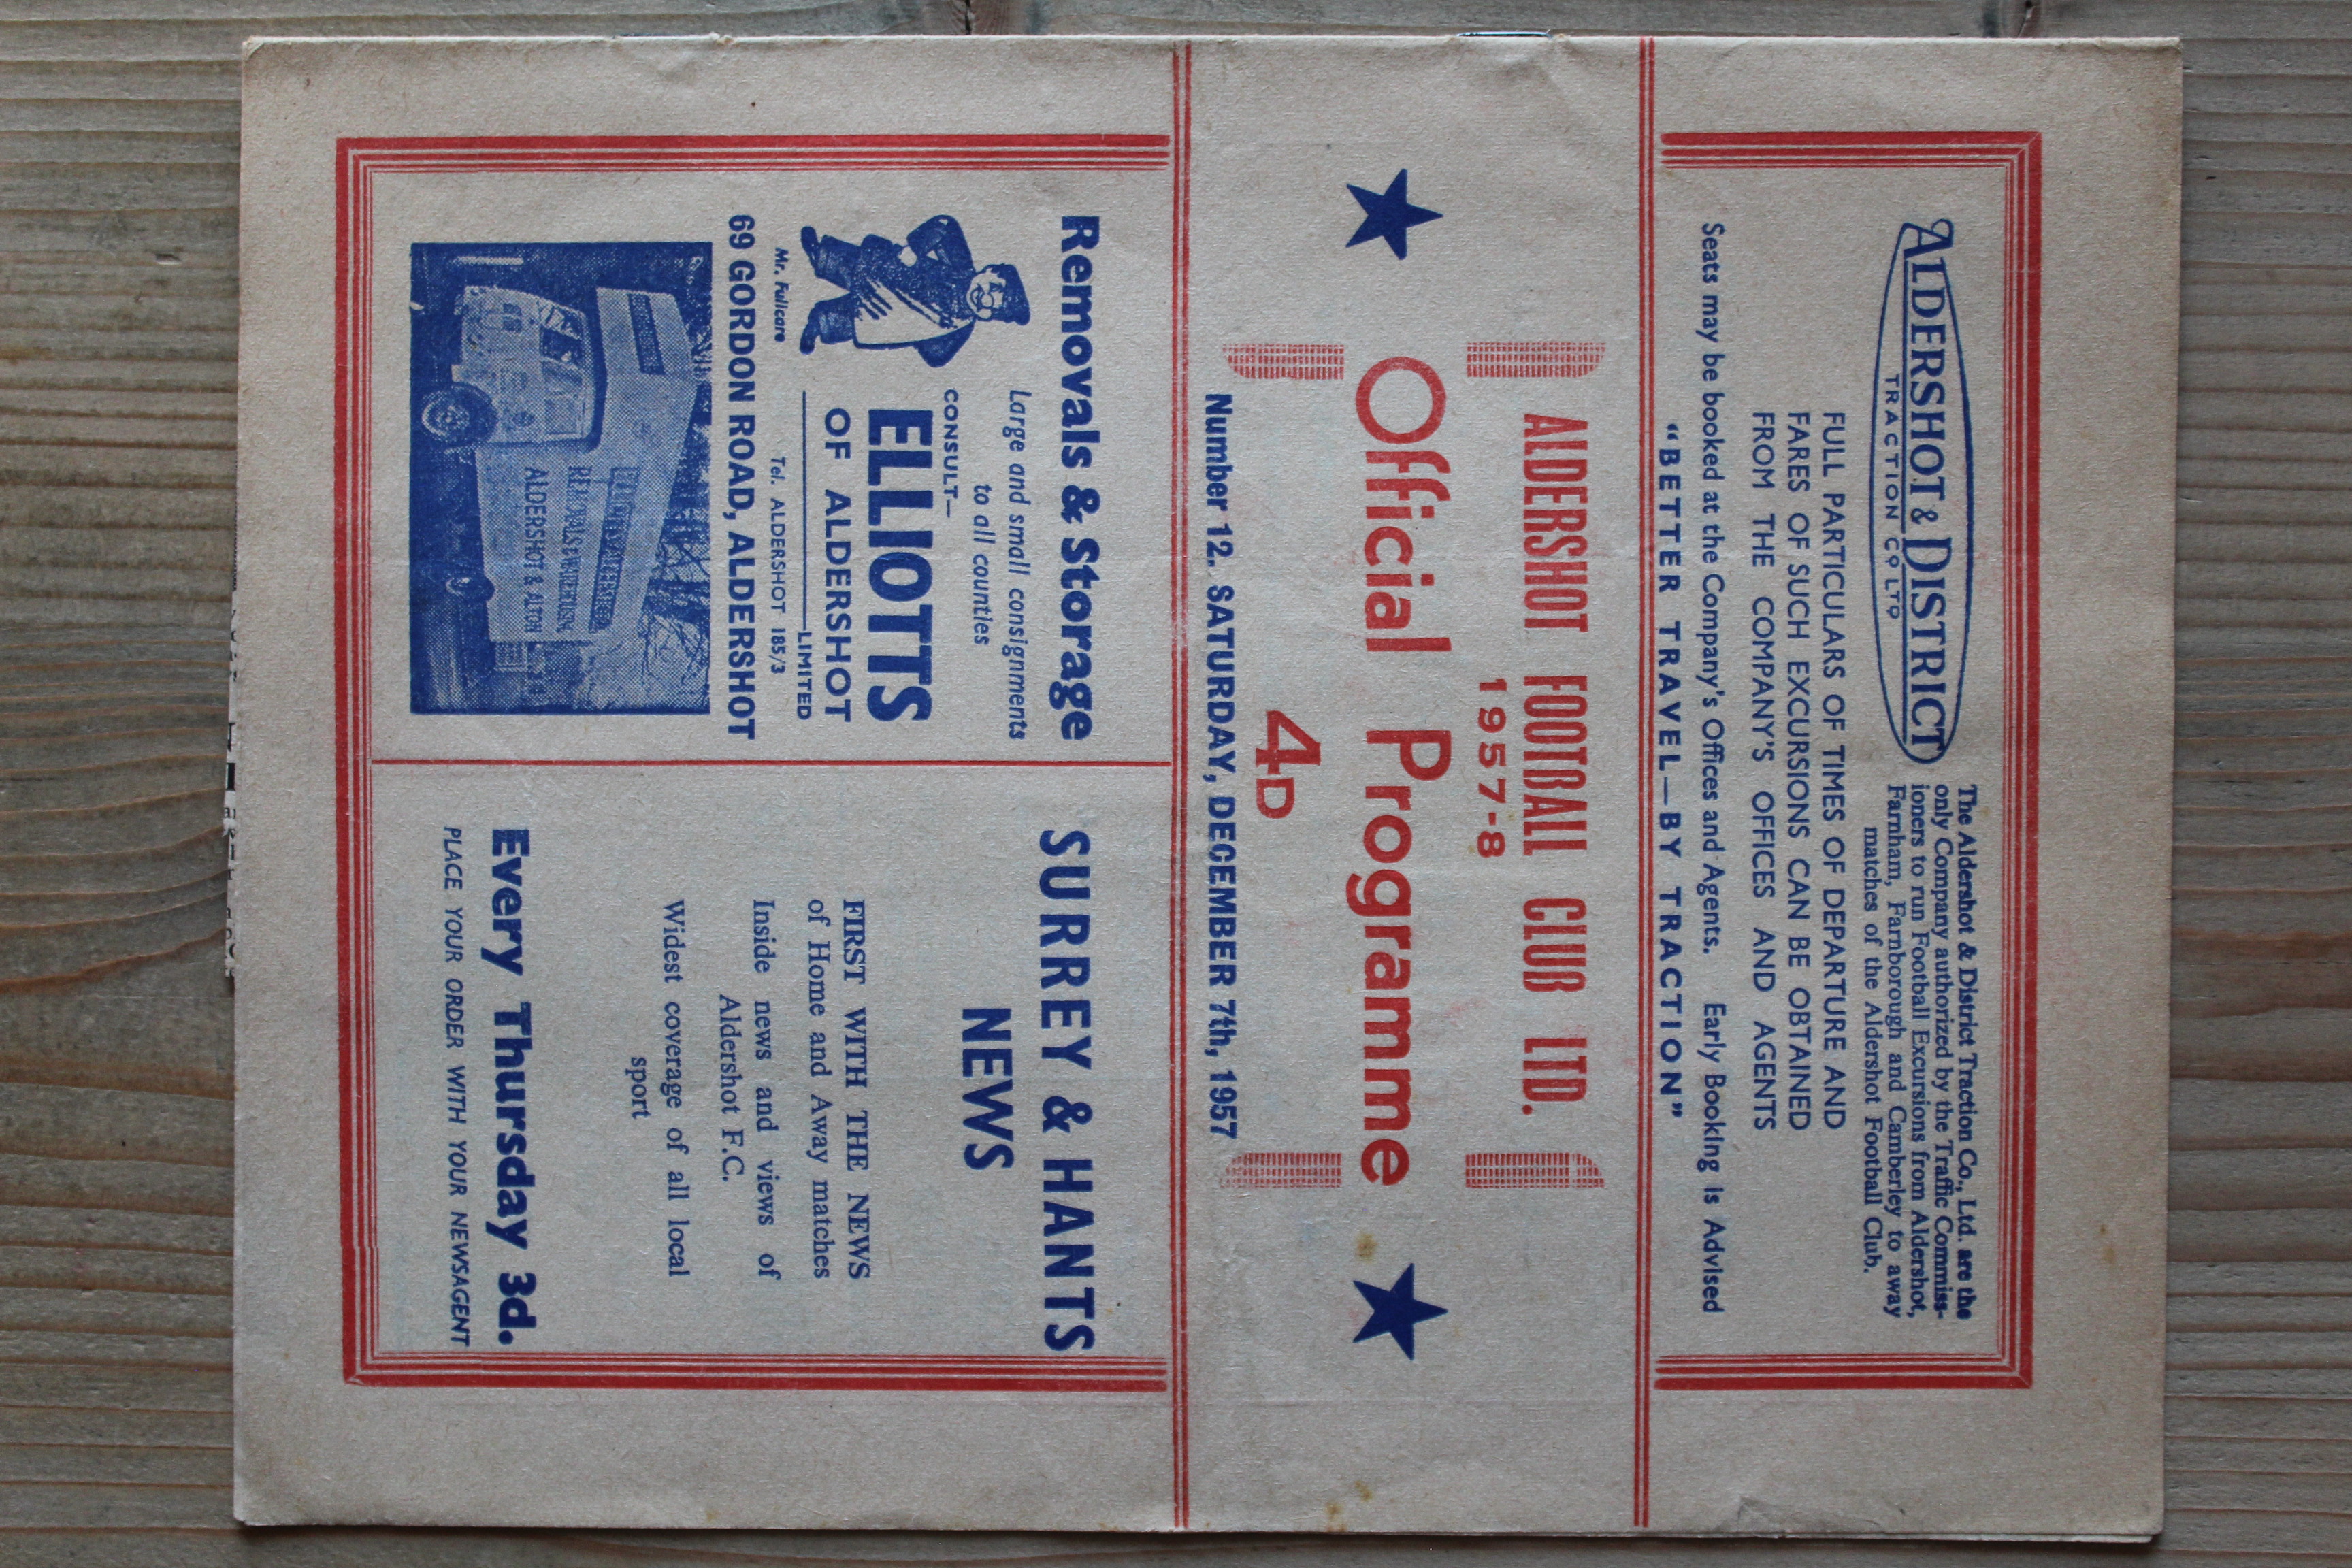 ALDERSHOT & DISTRICT
TRACTION CO LTD
The Aldershot & District Traction Co., Ltd. are the
only Company authorized by the Traffic Commiss-
ioners to run Football Excursions from Aldershot,
Farnham, Farnborough and Camberley to away
matches of the Aldershot Football Club.
FULL PARTICULARS OF TIMES OF DEPARTURE AND
FARES OF SUCH EXCURSIONS CAN BE OBTAINED
FROM THE COMPANY'S OFFICES AND AGENTS
Seats may be booked at the Company's Offices and Agents. Early Booking is Advised
"BETTER TRAVEL—BY TRACTION"
ALDERSHOT FOOTBALL CLUB LTD.
1957-8
Official Programme
4D
Number 12. SATURDAY, DECEMBER 7th, 1957
Removals & Storage
Large and small consignments
to all counties
CONSULT—
ELLIOTTS
OF ALDERSHOT
LIMITED
Mr. Fullcare
Tel. ALDERSHOT 185/3
69 GORDON ROAD, ALDERSHOT
REMOVALS & WAREHOUSING
ALDERSHOT & ALTON
SURREY & HANTS
NEWS
FIRST WITH THE NEWS
of Home and Away matches
Inside news and views of
Aldershot F.C.
Widest coverage of all local
sport
Every Thursday 3d.
PLACE YOUR ORDER WITH YOUR NEWSAGENT